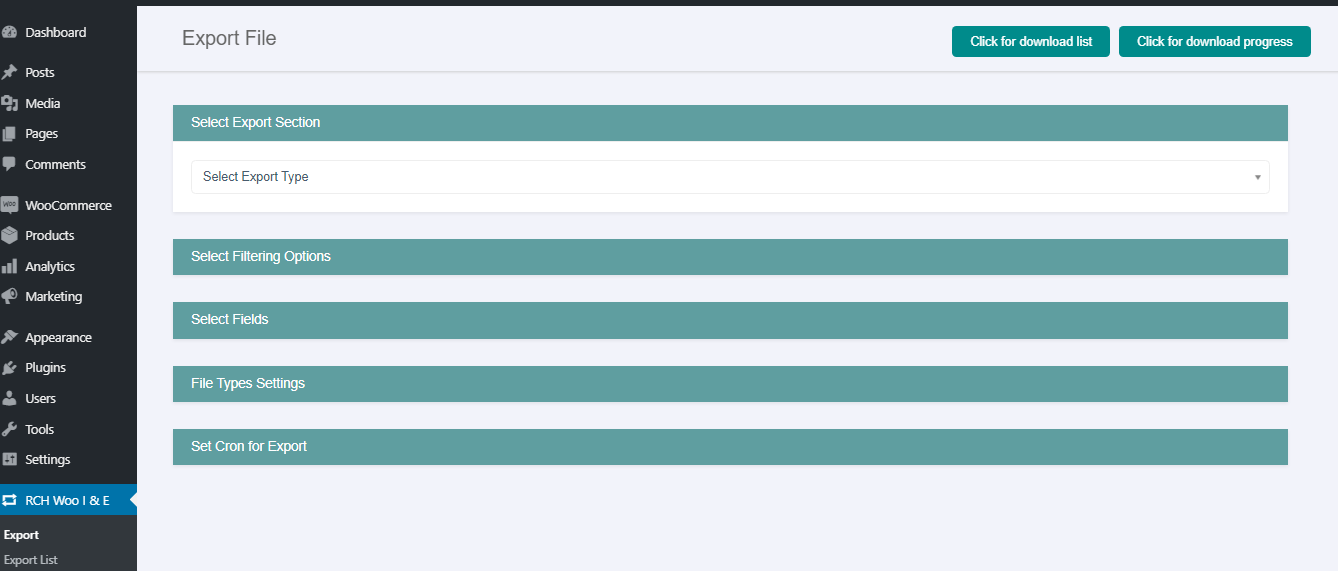 Dashboard
Posts
Media
Pages
Comments
WooCommerce
Products
Analytics
Marketing
Appearance
Plugins
Users
Tools
Settings
RCH Woo I & E
Export
Export List
Export File
Click for download list
Click for download progress
Select Export Section
Select Export Type
Select Filtering Options
Select Fields
File Types Settings
Set Cron for Export